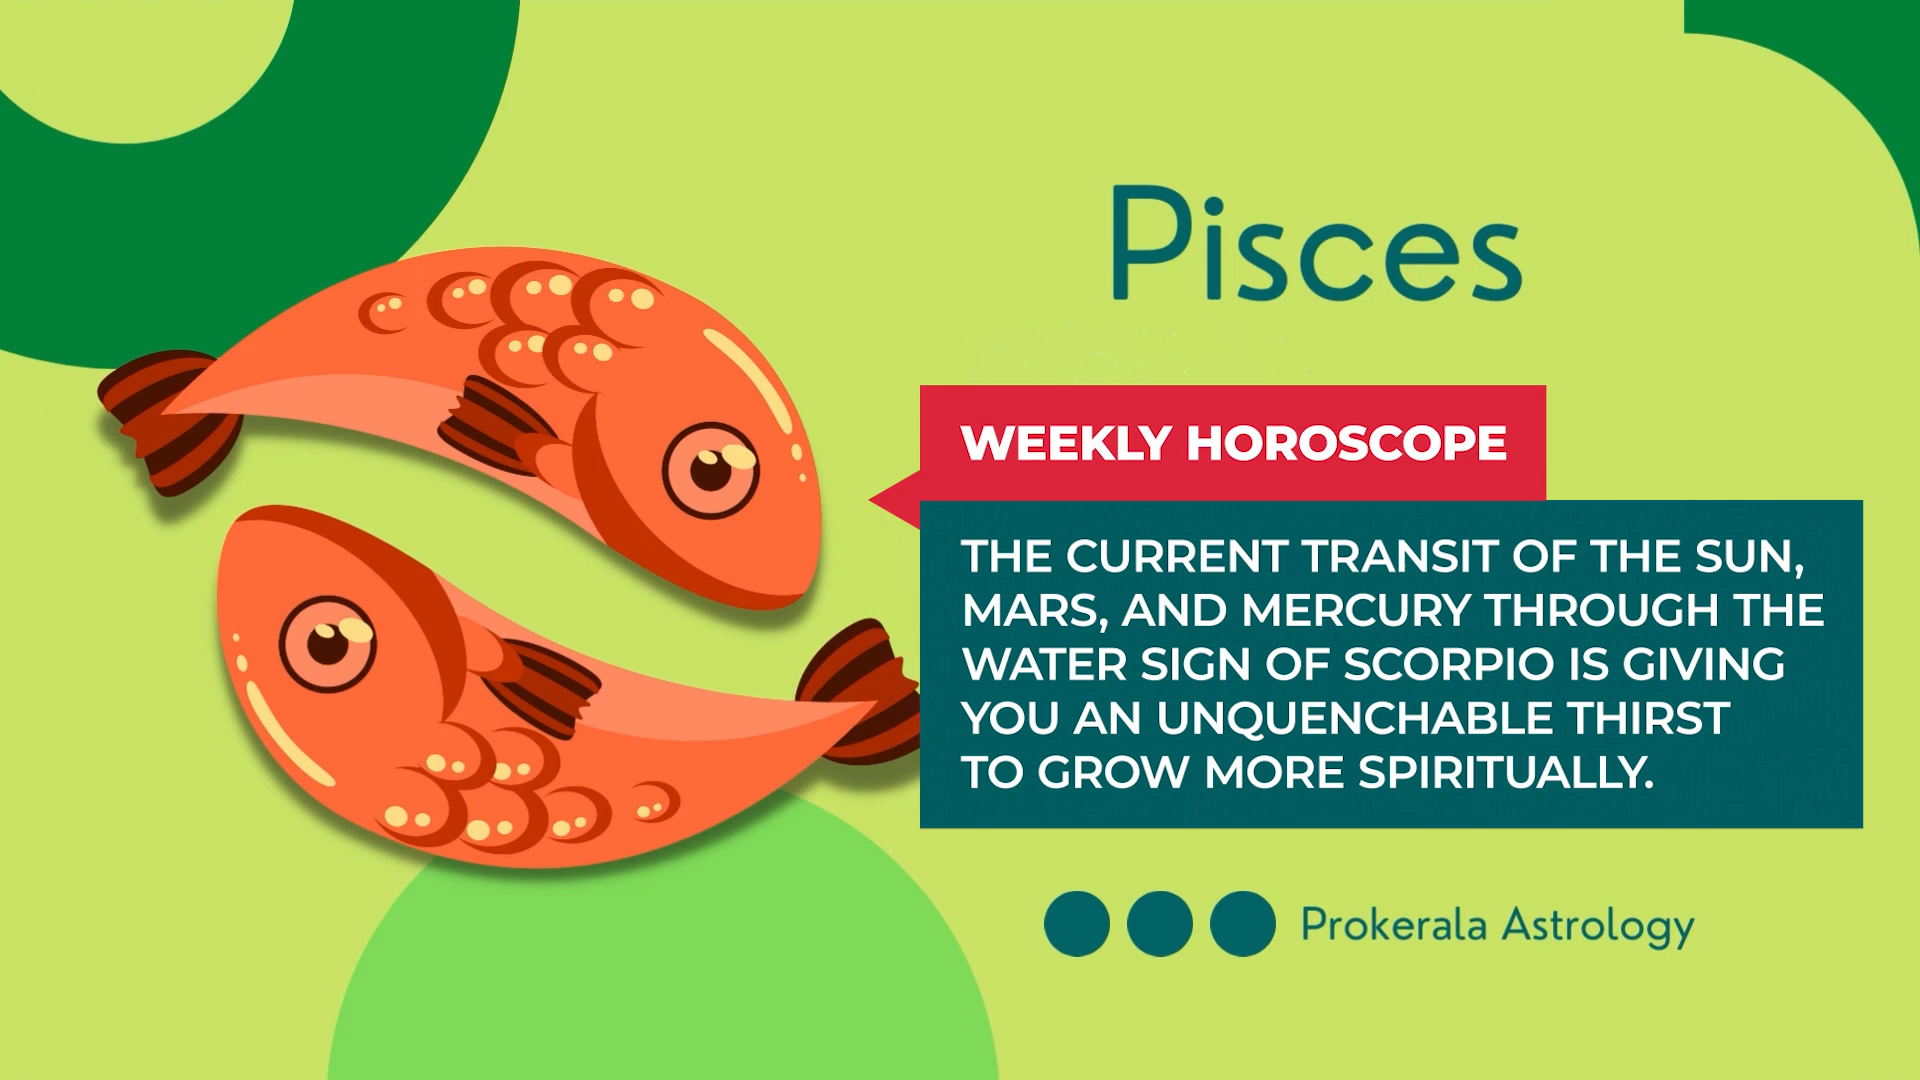 Pisces
WEEKLY HOROSCOPE
THE CURRENT TRANSIT OF THE SUN,
MARS, AND MERCURY THROUGH THE
WATER SIGN OF SCORPIO IS GIVING
YOU AN UNQUENCHABLE THIRST
TO GROW MORE SPIRITUALLY.
Prokerala Astrology